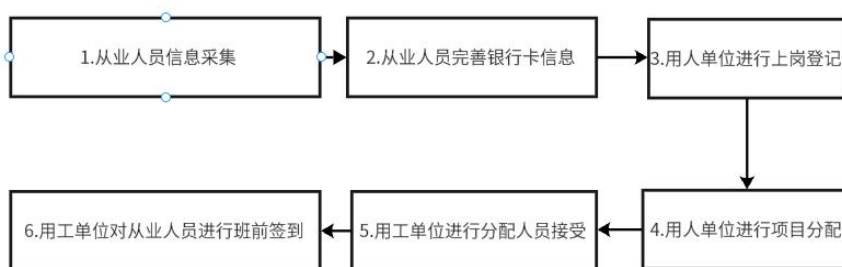 1.从业人员信息采集
2.从业人员完善银行卡信息
3.用人单位进行上岗登记
4.用人单位进行项目分配
5.用工单位进行分配人员接受
6.用工单位对从业人员进行班前签到